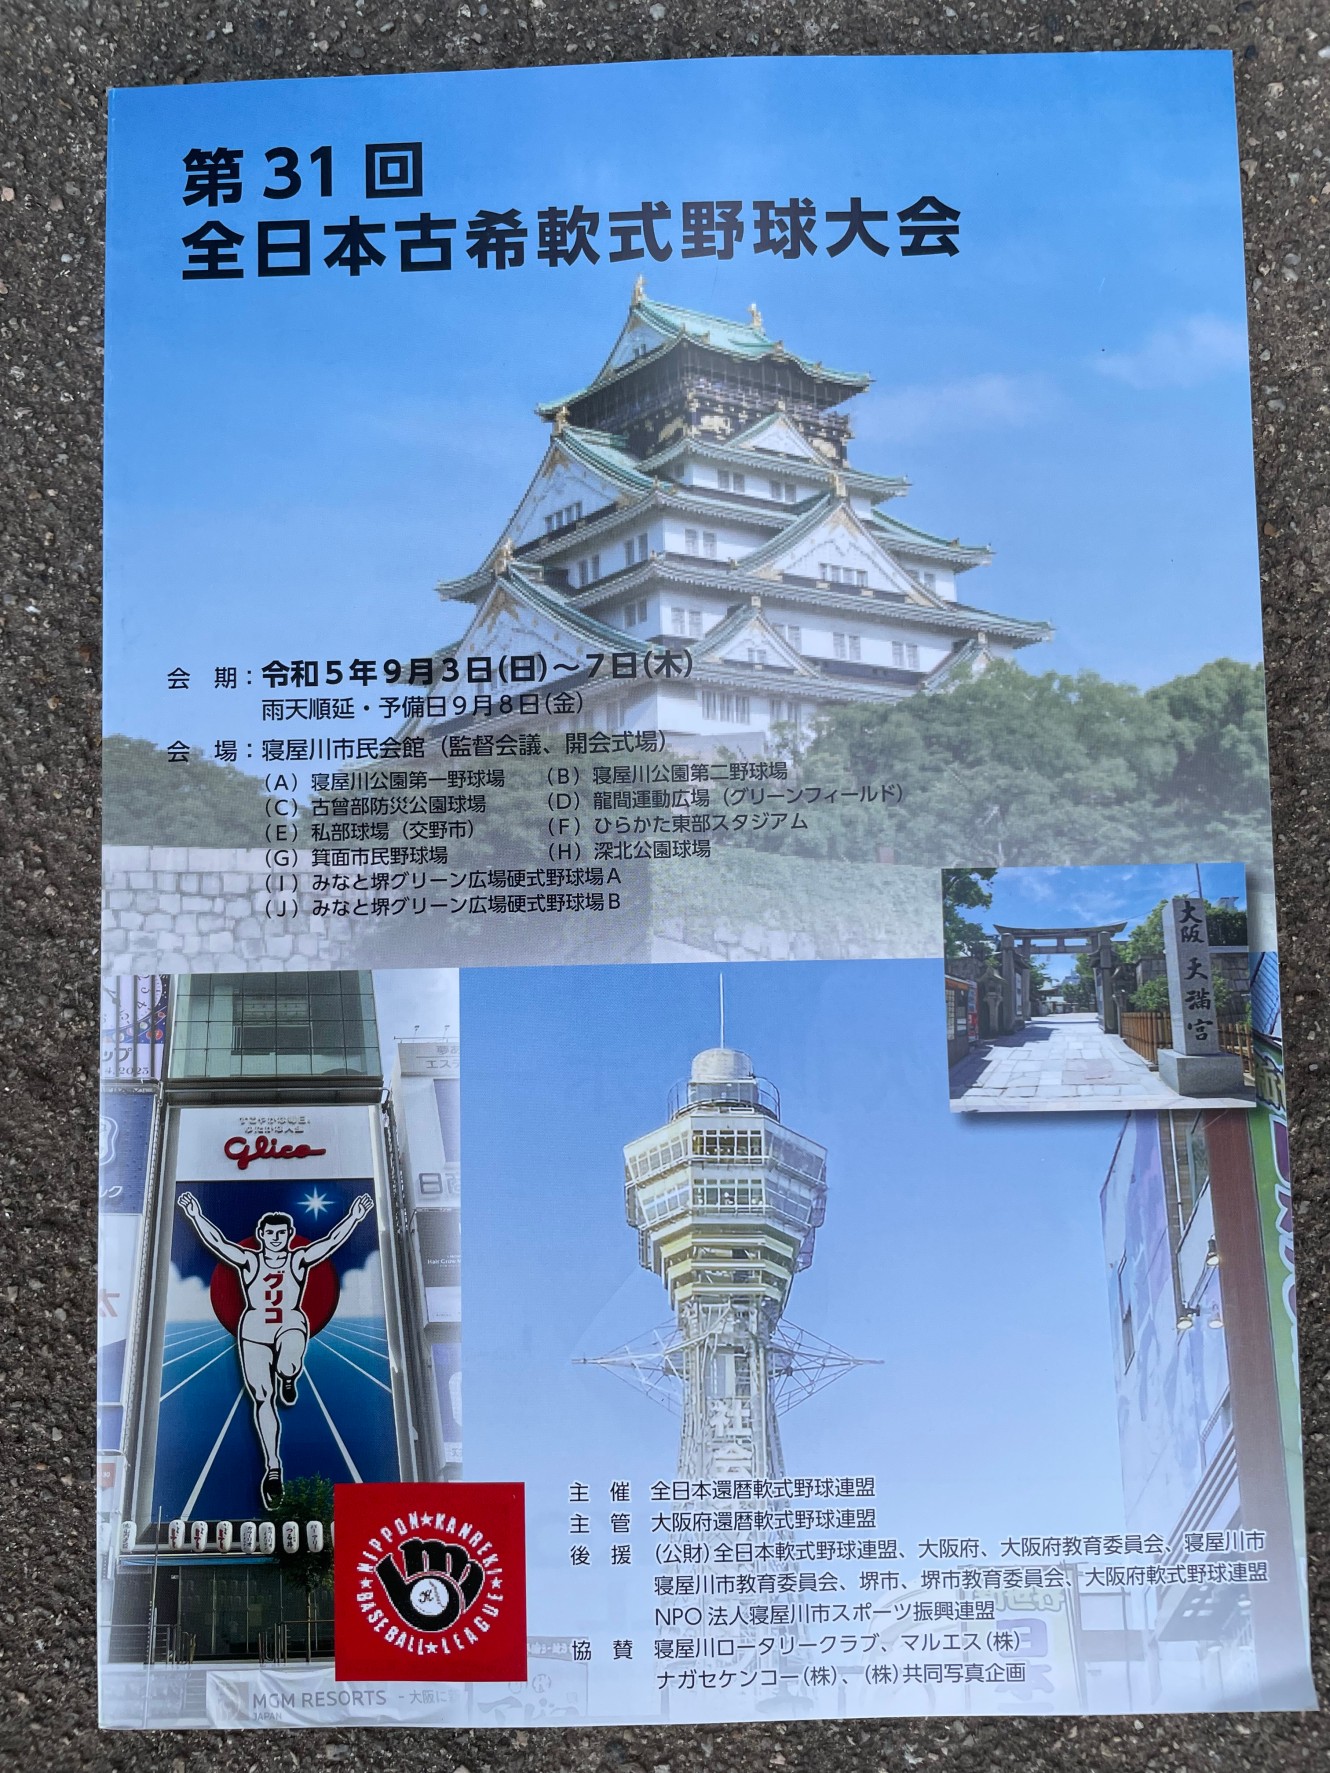 第31回
全日本古希軟式野球大会
会 期：令和5年9月3日(日)～7日(木)
雨天順延・予備日9月8日(金)
会 場：寝屋川市民会館（監督会議、開会式場）
（A）寝屋川公園第一野球場 （B）寝屋川公園第二野球場
（C）古曽部防災公園球場 （D）龍間運動広場（グリーンフィールド）
（E）私部球場（交野市） （F）ひらかた東部スタジアム
（G）箕面市民野球場 （H）深北公園球場
（I）みなと堺グリーン広場硬式野球場A
（J）みなと堺グリーン広場硬式野球場B
大阪天満宮
Glico
グリコ
NIPPON★KANREKI★BASEBALL★LEAGUE★
主 催 全日本還暦軟式野球連盟
主 管 大阪府還暦軟式野球連盟
後 援 (公財)全日本軟式野球連盟、大阪府、大阪府教育委員会、寝屋川市
寝屋川市教育委員会、堺市、堺市教育委員会、大阪府軟式野球連盟
NPO法人寝屋川市スポーツ振興連盟
協 賛 寝屋川ロータリークラブ、マルエス(株)
ナガセケンコー(株)、(株)共同写真企画
MGM RESORTS
JAPAN